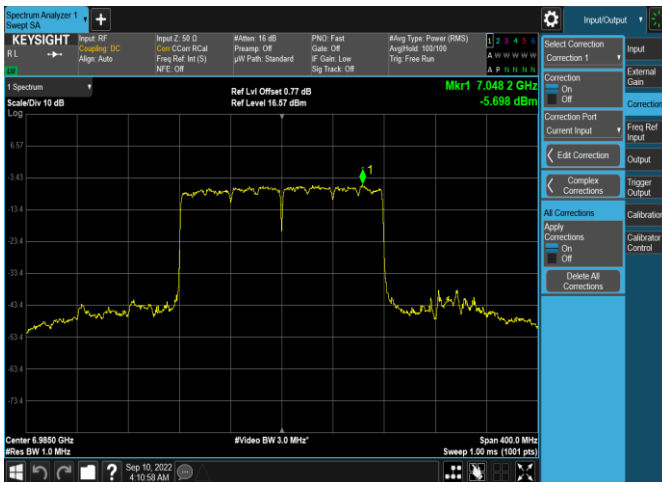 Spectrum Analyzer 1
Swept SA
+
Input/Output
KEYSIGHT
R L
LV
Input: RF
Coupling: DC
Align: Auto
Input Z: 50 Ω
Corr CCorr RCal
Freq Ref: Int (S)
NFE: Off
#Atten: 16 dB
Preamp: Off
µW Path: Standard
PNO: Fast
Gate: Off
IF Gain: Low
Sig Track: Off
#Avg Type: Power (RMS)
Avg|Hold: 100/100
Trig: Free Run
1 2 3 4 5 6
A W W W W W
A P N N N N
1 Spectrum
Scale/Div 10 dB
Log
Ref Lvl Offset 0.77 dB
Ref Level 16.57 dBm
Mkr1 7.048 2 GHz
-5.698 dBm
6.57
-3.43
-13.4
-23.4
-33.4
-43.4
-53.4
-63.4
-73.4
1
Center 6.9850 GHz
#Res BW 1.0 MHz
#Video BW 3.0 MHz*
Span 400.0 MHz
Sweep 1.00 ms (1001 pts)
Sep 10, 2022
4:10:58 AM
Select Correction
Correction 1
Correction
On
Off
Correction Port
Current Input
Edit Correction
Complex
Corrections
All Corrections
Apply
Corrections
On
Off
Delete All
Corrections
Input
External
Gain
Correction
Freq Ref
Input
Output
Trigger
Output
Calibration
Calibrator
Control